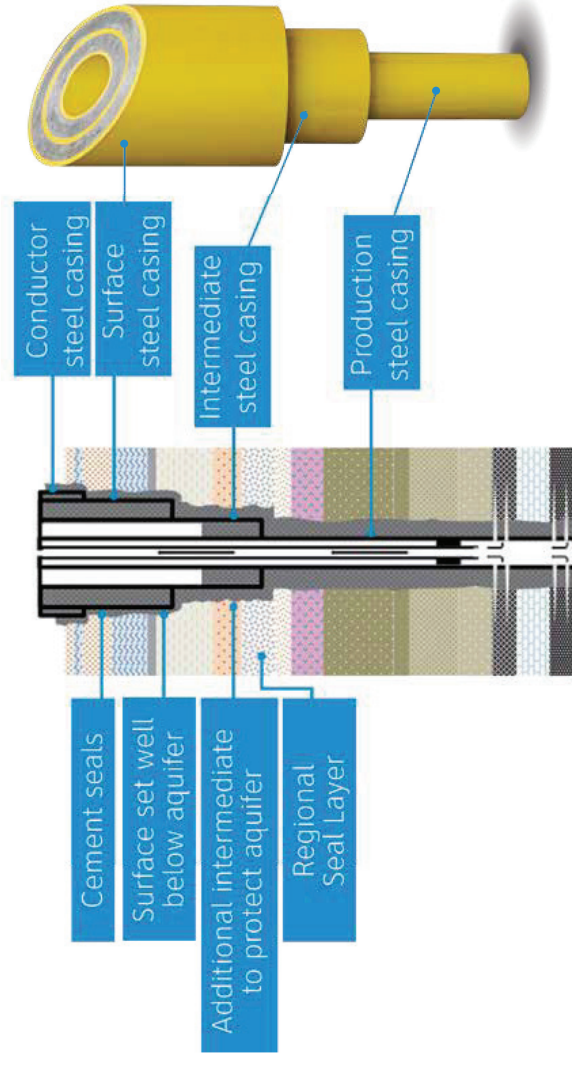 Conductor
steel casing
Surface
steel casing
Intermediate
steel casing
Production
steel casing
Cement seals
Surface set well
below aquifer
Additional intermediate
to protect aquifer
Regional
Seal Layer